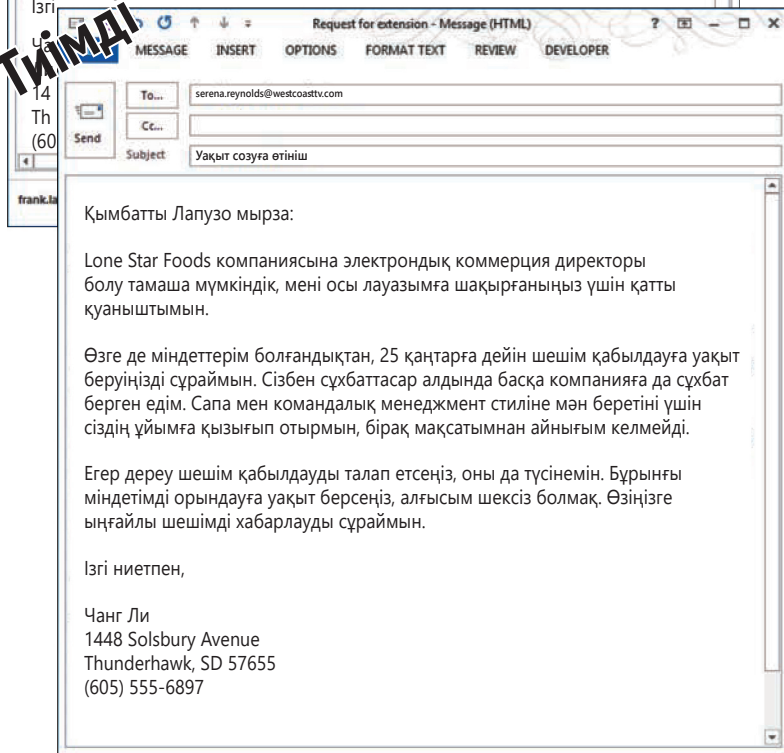 Ізгі
Ча
14
Th
(60
frank.la
Тиімді
Request for extension - Message (HTML)
MESSAGE INSERT OPTIONS FORMAT TEXT REVIEW DEVELOPER
To... serena.reynolds@westcoasttv.com
Cc...
Send
Subject Уақыт созуға өтініш
Қымбатты Лапузо мырза:
Lone Star Foods компаниясына электрондық коммерция директоры
болу тамаша мүмкіндік, мені осы лауазымға шақырғаныңыз үшін қатты
қуаныштымын.
Өзге де міндеттерім болғандықтан, 25 қаңтарға дейін шешім қабылдауға уақыт
беруіңізді сұраймын. Сізбен сұхбаттасар алдында басқа компанияға да сұхбат
берген едім. Сапа мен командалық менеджмент стиліне мән беретіні үшін
сіздің ұйымға қызығып отырмын, бірақ мақсатымнан айнығым келмейді.
Егер дереу шешім қабылдауды талап етсеңіз, оны да түсінемін. Бұрынғы
міндетімді орындауға уақыт берсеңіз, алғысым шексіз болмақ. Өзіңізге
ыңғайлы шешімді хабарлауды сұраймын.
Ізгі ниетпен,
Чанг Ли
1448 Solsbury Avenue
Thunderhawk, SD 57655
(605) 555-6897